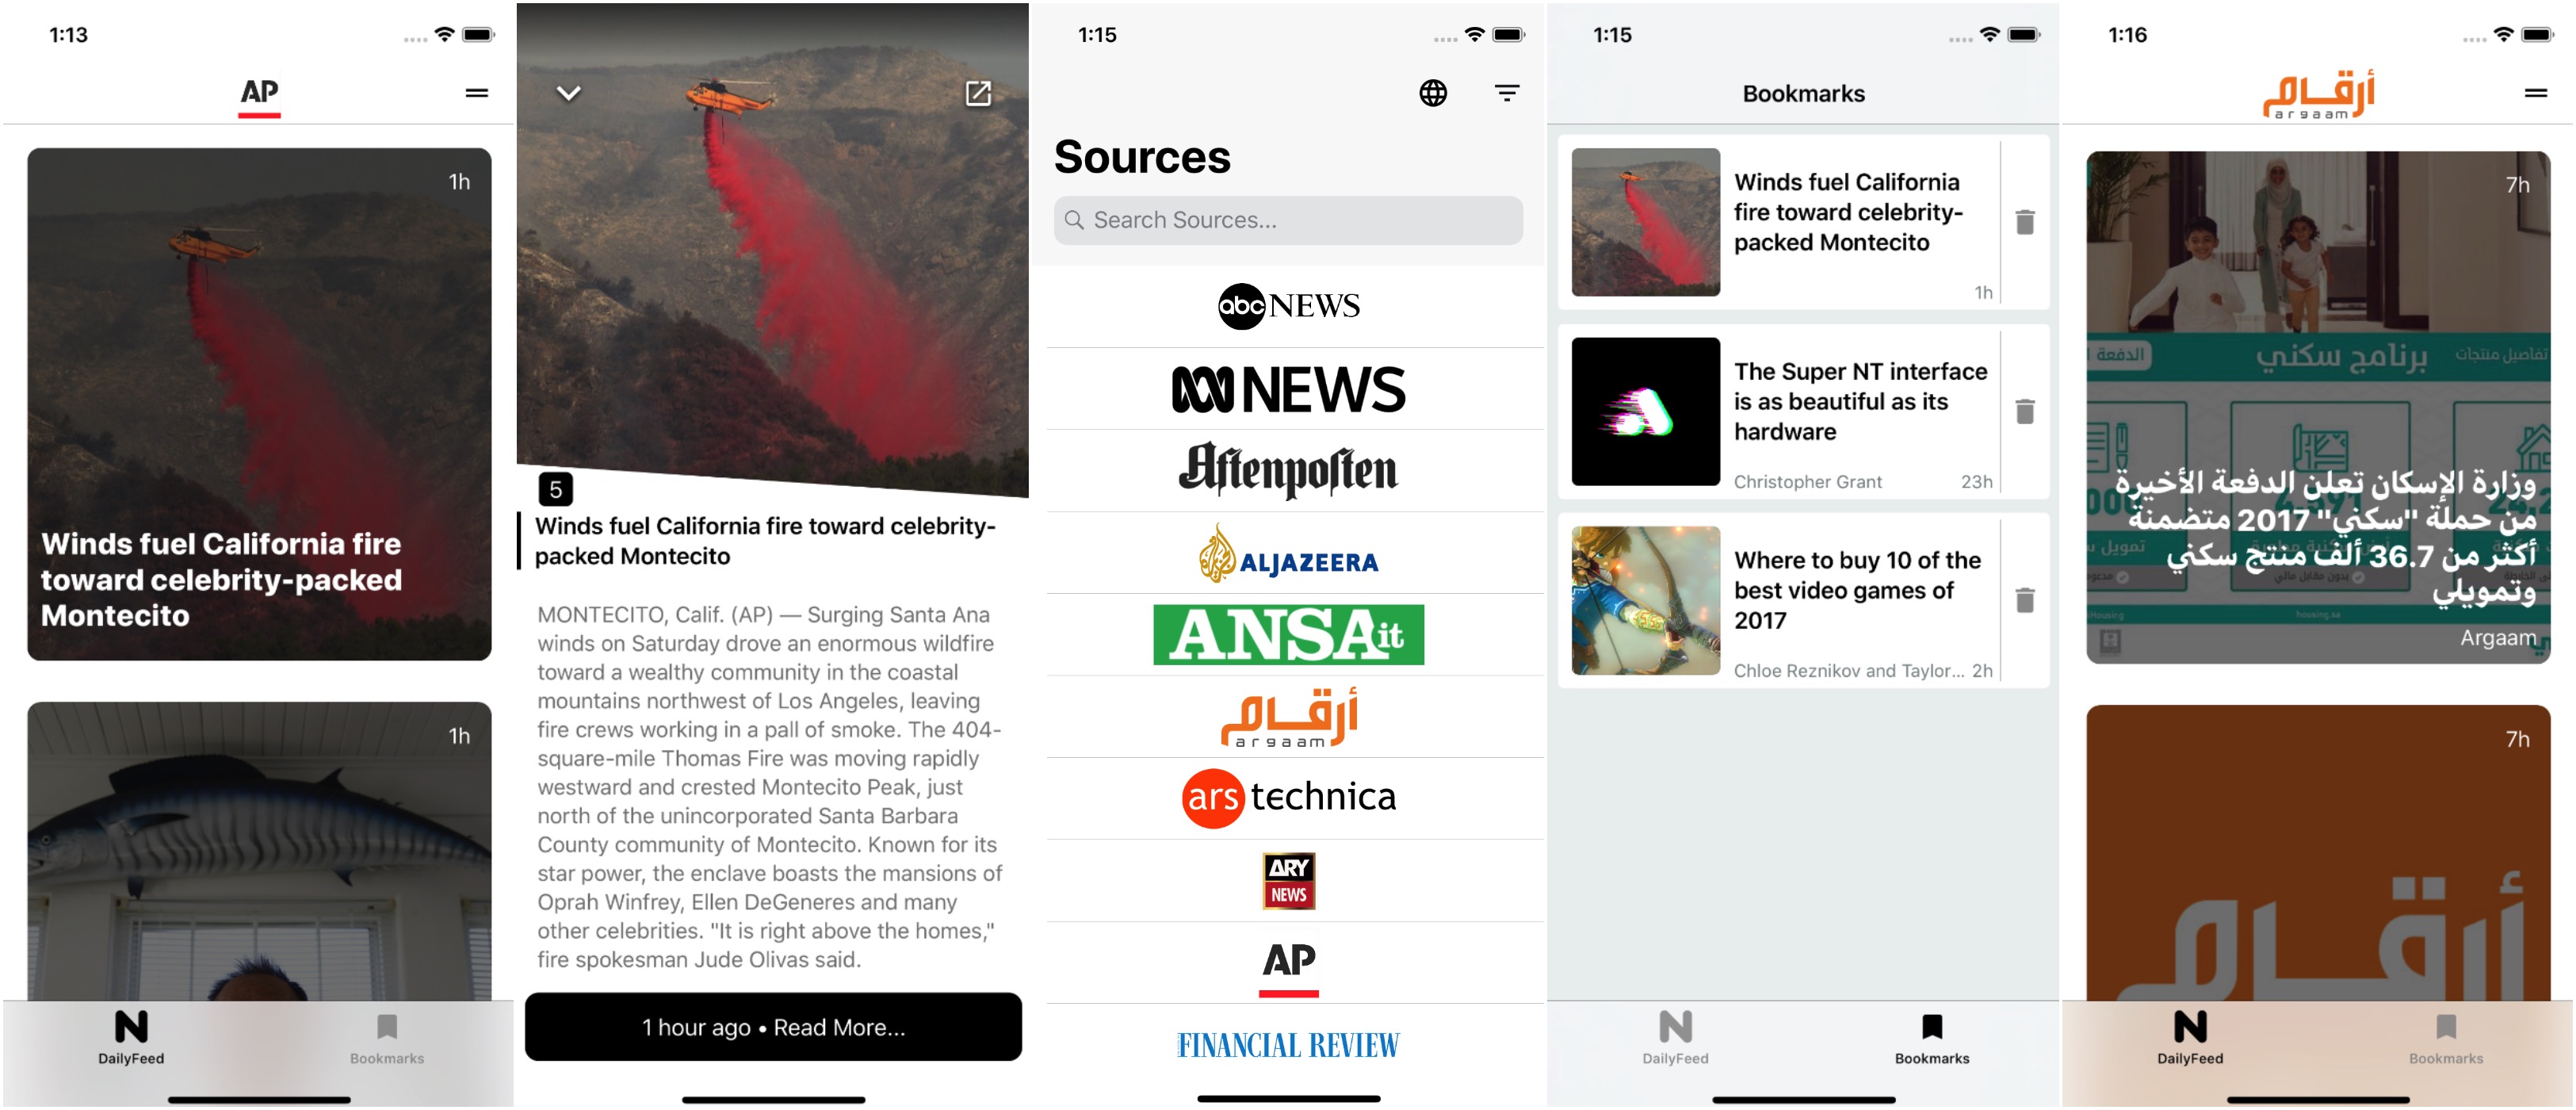 1:13
AP
1h
Winds fuel California fire
toward celebrity-packed
Montecito
1h
DailyFeed
Bookmarks
5
Winds fuel California fire toward celebrity-
packed Montecito
MONTECITO, Calif. (AP) — Surging Santa Ana
winds on Saturday drove an enormous wildfire
toward a wealthy community in the coastal
mountains northwest of Los Angeles, leaving
fire crews working in a pall of smoke. The 404-
square-mile Thomas Fire was moving rapidly
westward and crested Montecito Peak, just
north of the unincorporated Santa Barbara
County community of Montecito. Known for its
star power, the enclave boasts the mansions of
Oprah Winfrey, Ellen DeGeneres and many
other celebrities. "It is right above the homes,"
fire spokesman Jude Olivas said.
1 hour ago • Read More...
1:15
Sources
Search Sources...
abc NEWS
NEWS
Aftenposten
ALJAZEERA
ANSA it
أرقـام
argaam
ars technica
ARY
NEWS
AP
FINANCIAL REVIEW
1:15
Bookmarks
Winds fuel California
fire toward celebrity-
packed Montecito
1h
The Super NT interface
is as beautiful as its
hardware
Christopher Grant 23h
Where to buy 10 of the
best video games of
2017
Chloe Reznikov and Taylor... 2h
DailyFeed
Bookmarks
1:16
أرقـام
argaam
7h
الدفعة
برنامج سكني
تفاصيل منتجات
وزارة الإسكان تعلن الدفعة الأخيرة
من حملة "سكني" 2017 متضمنة
أكثر من 36.7 ألف منتج سكني
وتمويلي
تمويل
housing.sa
Argaam
7h
أرقـام
DailyFeed
Bookmarks